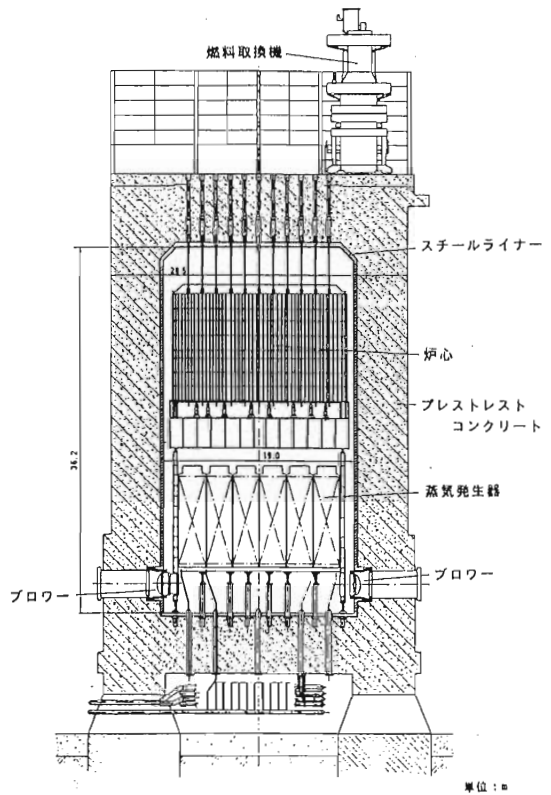 燃料取換機
スチールライナー
28.5
炉心
プレストレスト
コンクリート
36.2
19.0
蒸気発生器
ブロワー
ブロワー
単位：m